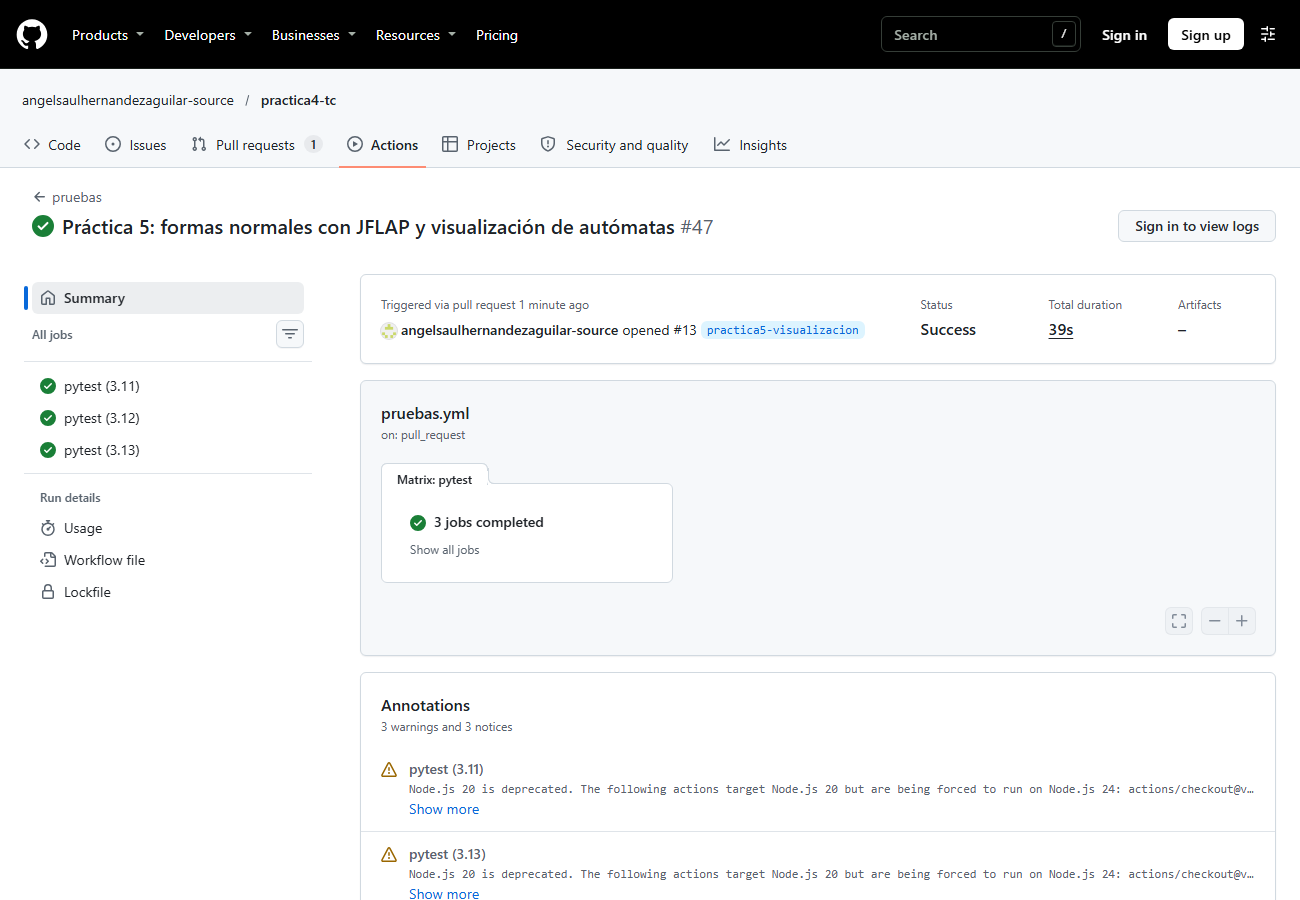 Products Developers Businesses Resources Pricing Search / Sign in Sign up
angelsaulhernandezaguilar-source / practica4-tc
Code Issues Pull requests 1 Actions Projects Security and quality Insights
pruebas
Práctica 5: formas normales con JFLAP y visualización de autómatas #47
Sign in to view logs
Summary
All jobs
pytest (3.11)
pytest (3.12)
pytest (3.13)
Run details
Usage
Workflow file
Lockfile
Triggered via pull request 1 minute ago
angelsaulhernandezaguilar-source opened #13 practica5-visualizacion
Status
Success
Total duration
39s
Artifacts
–
pruebas.yml
on: pull_request
Matrix: pytest
3 jobs completed
Show all jobs
Annotations
3 warnings and 3 notices
pytest (3.11)
Node.js 20 is deprecated. The following actions target Node.js 20 but are being forced to run on Node.js 24: actions/checkout@v…
Show more
pytest (3.13)
Node.js 20 is deprecated. The following actions target Node.js 20 but are being forced to run on Node.js 24: actions/checkout@v…
Show more